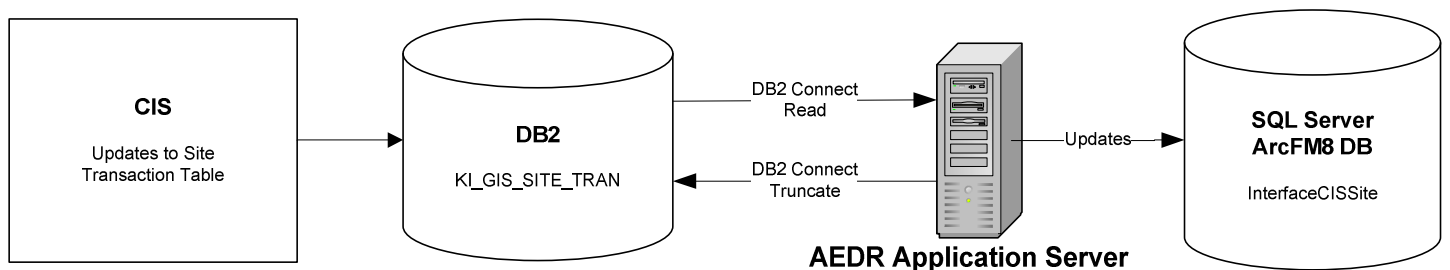 CIS
Updates to Site
Transaction Table
DB2
KI_GIS_SITE_TRAN
DB2 Connect
Read
DB2 Connect
Truncate
AEDR Application Server
Updates
SQL Server
ArcFM8 DB
InterfaceCISSite